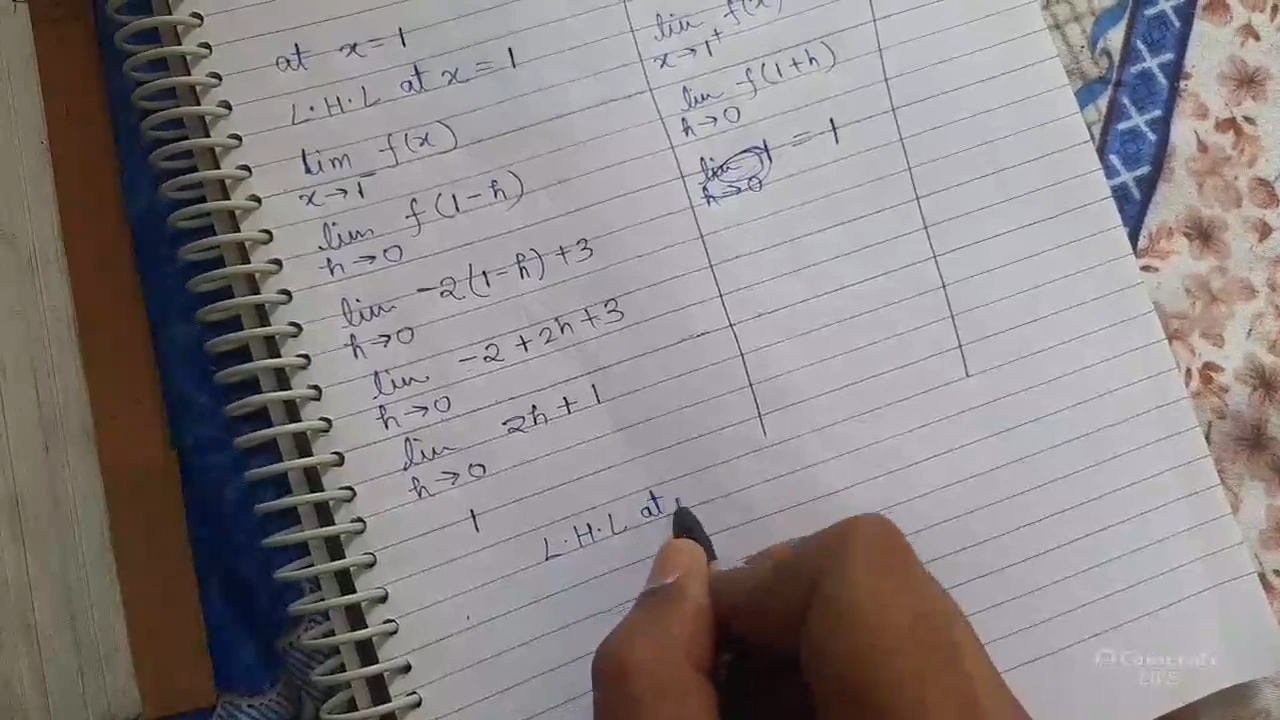 at x=1
L.H.L at x=1
lim f(x)
x→1⁻
lim f(1-h)
h→0
lim -2(1-h)+3
h→0
lim -2+2h+3
h→0
lim 2h+1
h→0
1
lim f(x)
x→1⁺
lim f(1+h)
h→0
= 1
L.H.L at
LIFE